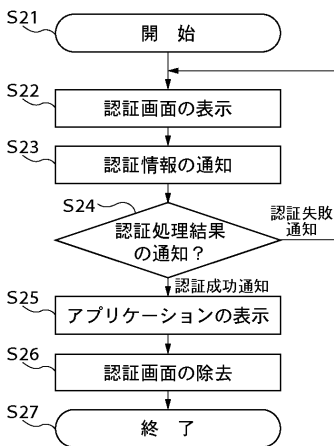 S21
開 始
S22
認証画面の表示
S23
認証情報の通知
S24
認証処理結果
の通知？
認証失敗
通知
認証成功通知
S25
アプリケーションの表示
S26
認証画面の除去
S27
終 了